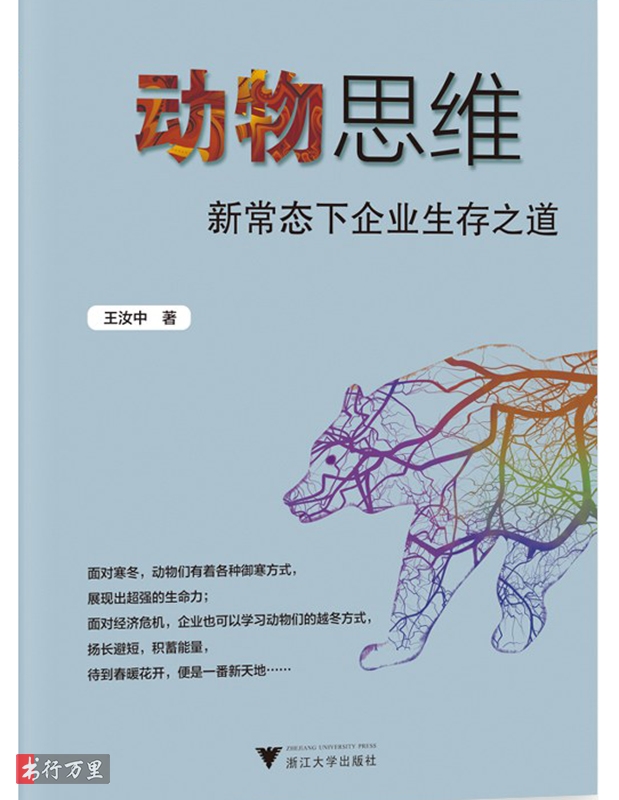 动物思维
新常态下企业生存之道
王汝中 著
面对寒冬，动物们有着各种御寒方式，
展现出超强的生命力；
面对经济危机，企业也可以学习动物们的越冬方式，
扬长避短，积蓄能量，
待到春暖花开，便是一番新天地……
ZHEJIANG UNIVERSITY PRESS
浙江大学出版社
书行万里